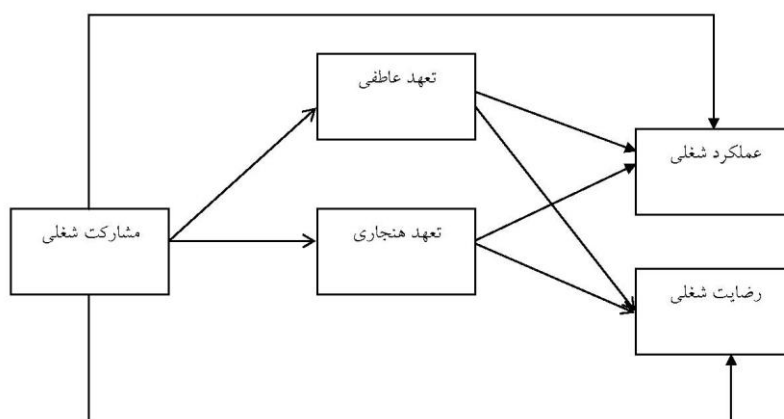 تعهد عاطفی
عملکرد شغلی
مشارکت شغلی
تعهد هنجاری
رضایت شغلی